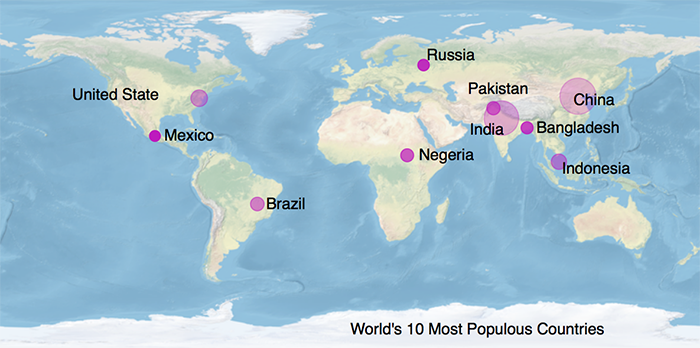 Russia
Pakistan
United State
China
India
Bangladesh
Mexico
Negeria
Indonesia
Brazil
World's 10 Most Populous Countries